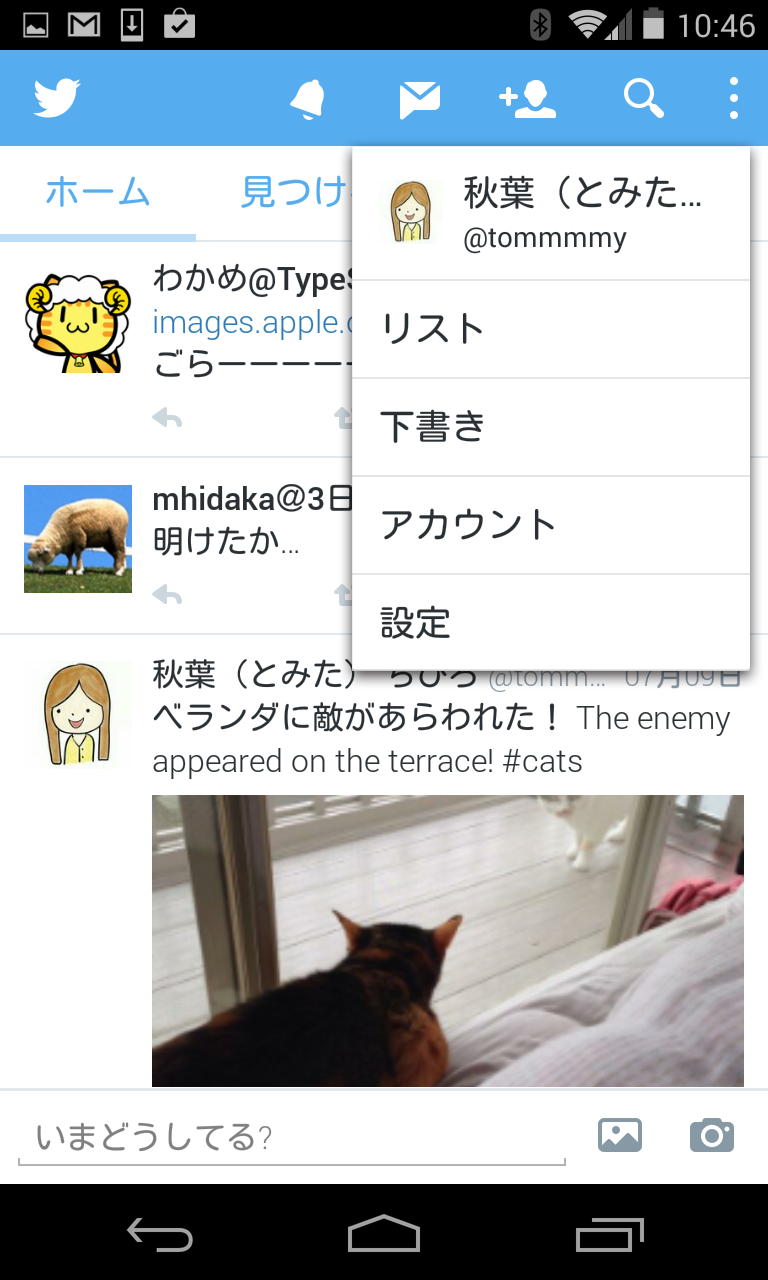 10:46
ホーム
見つけ
秋葉（とみた…
@tommmmy
リスト
下書き
アカウント
設定
わかめ@Type
images.apple.
ごらーーーー
mhidaka@3日
明けたか…
秋葉（とみた） ちひろ @tomm… 07月09日
ベランダに敵があらわれた！ The enemy
appeared on the terrace! #cats
いまどうしてる?